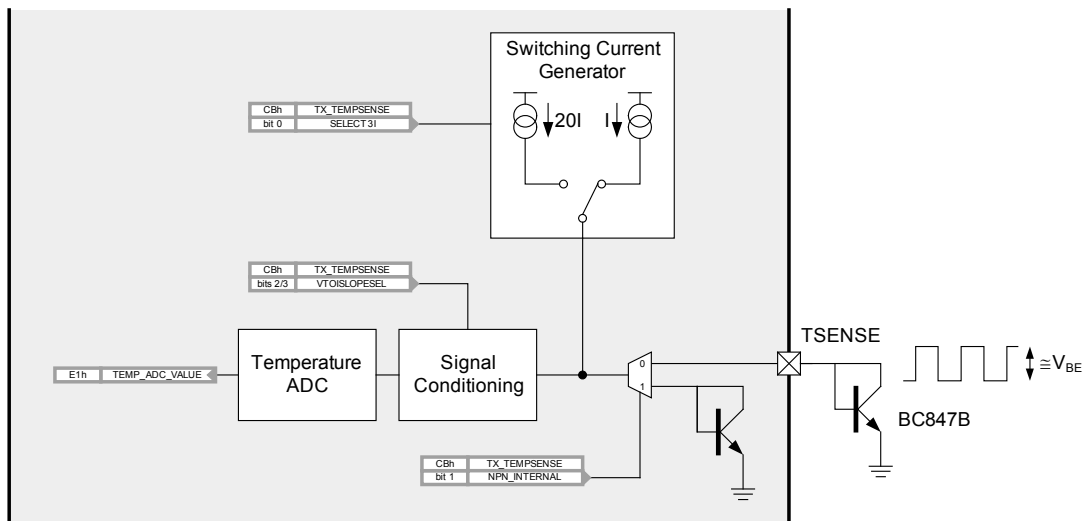 Switching Current
Generator
20I
I
CBh TX_TEMPSENSE
bit 0 SELECT3I
CBh TX_TEMPSENSE
bits 2/3 VTOISLOPESEL
TSENSE
Temperature
ADC
Signal
Conditioning
0
1
E1h TEMP_ADC_VALUE
≅VBE
BC847B
CBh TX_TEMPSENSE
bit 1 NPN_INTERNAL